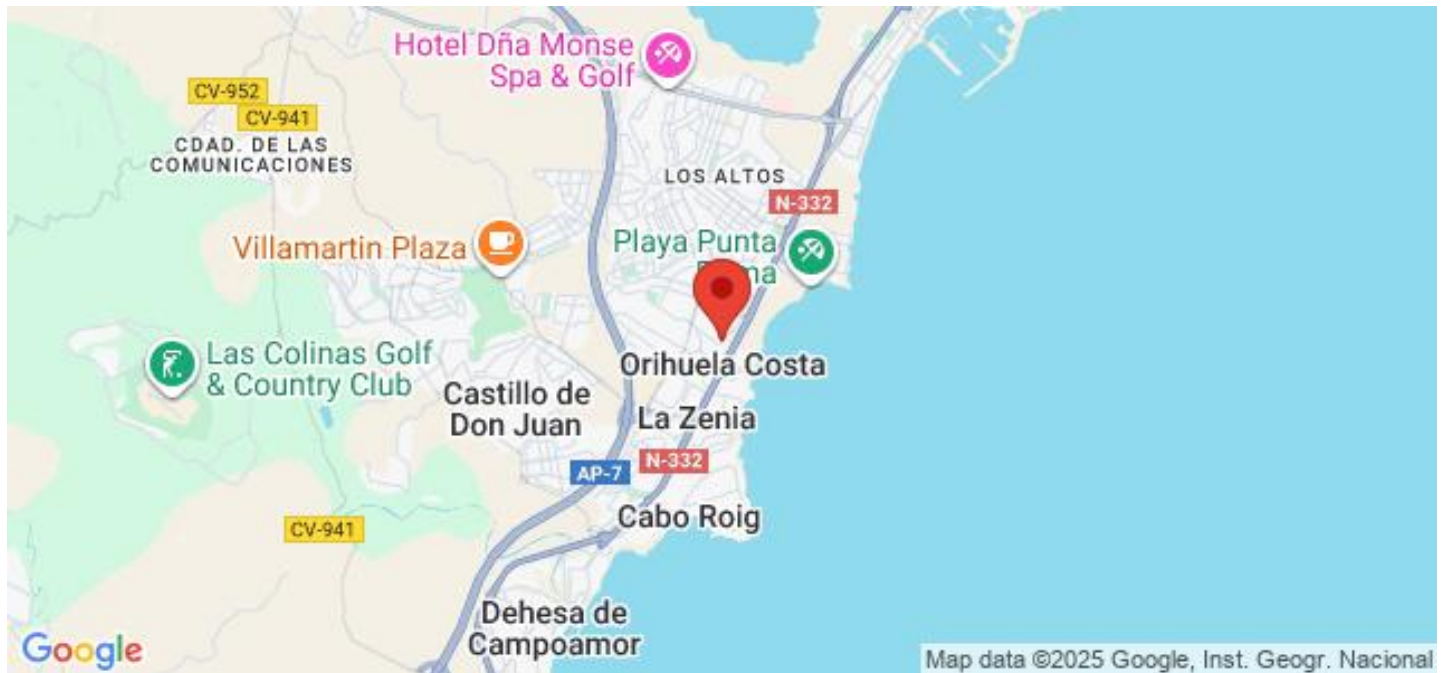 Hotel Dña Monse
Spa & Golf
CV-952
CV-941
CDAD. DE LAS
COMUNICACIONES
LOS ALTOS
N-332
Villamartin Plaza
Playa Punta
Las Colinas Golf
& Country Club
Orihuela Costa
Castillo de
Don Juan
La Zenia
N-332
AP-7
Cabo Roig
CV-941
Dehesa de
Campoamor
Google
Map data ©2025 Google, Inst. Geogr. Nacional